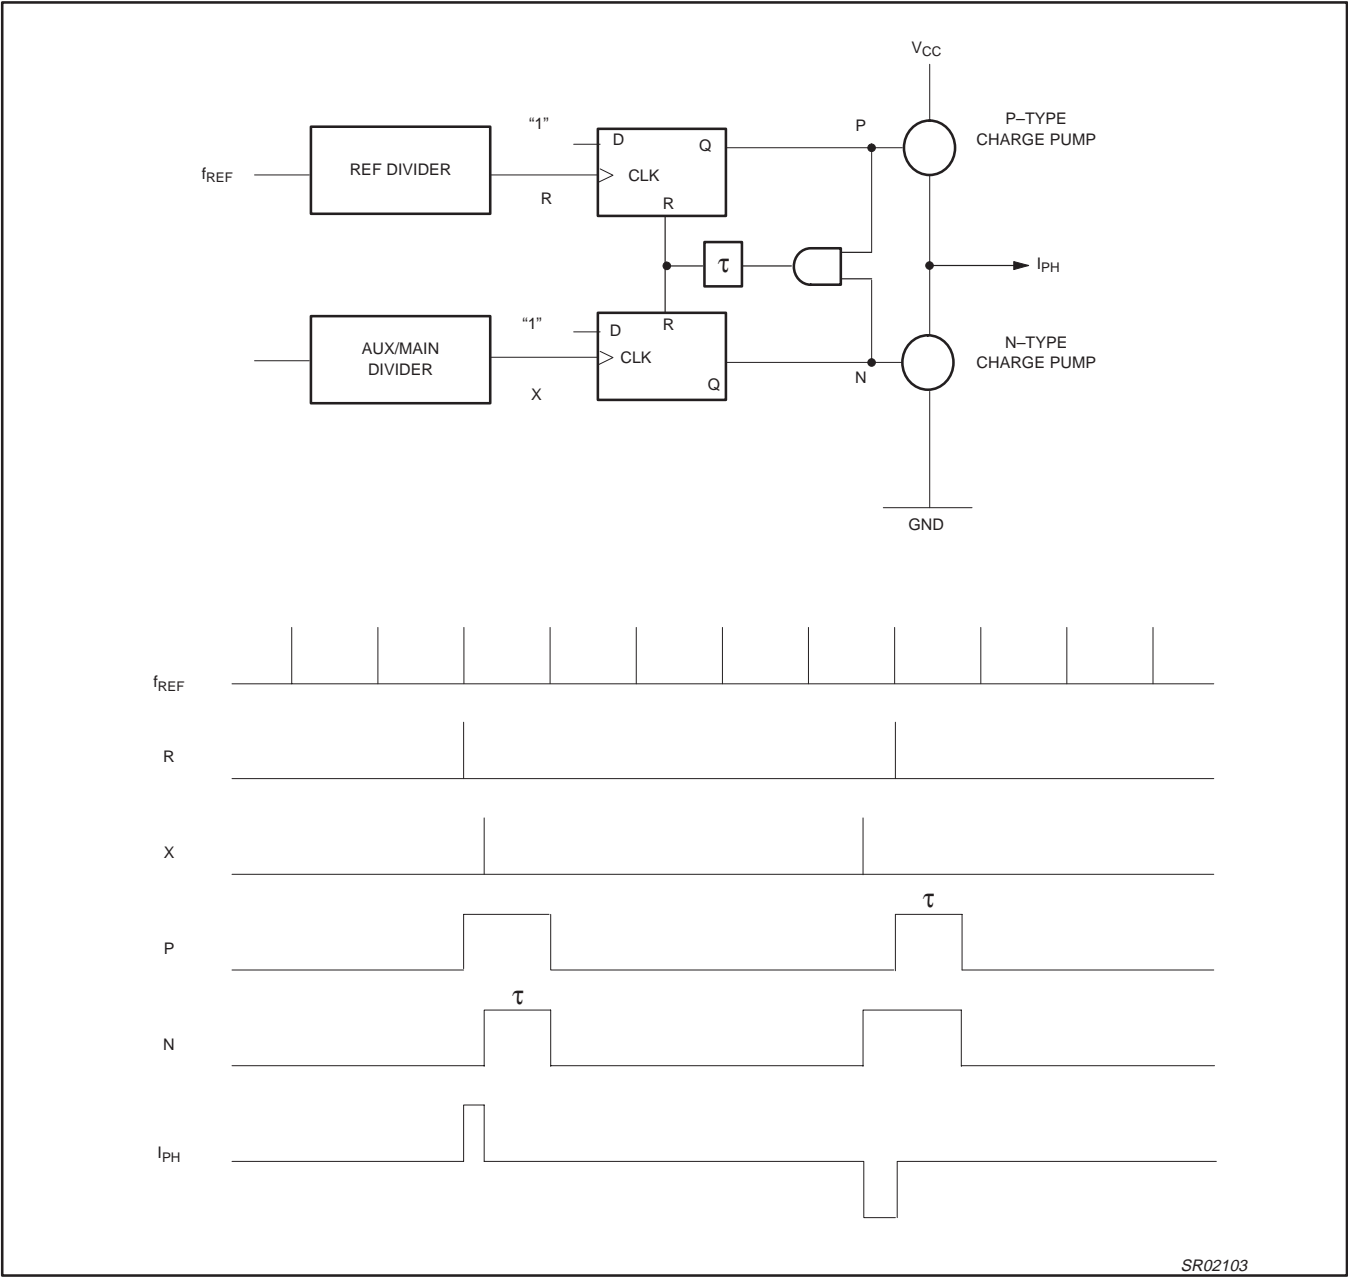 VCC
P–TYPE
CHARGE PUMP
"1"
D
Q
P
fREF
REF DIVIDER
CLK
R
R
τ
IPH
AUX/MAIN
DIVIDER
"1"
D
R
CLK
Q
X
N
N–TYPE
CHARGE PUMP
GND
fREF
R
X
P
τ
N
τ
IPH
SR02103